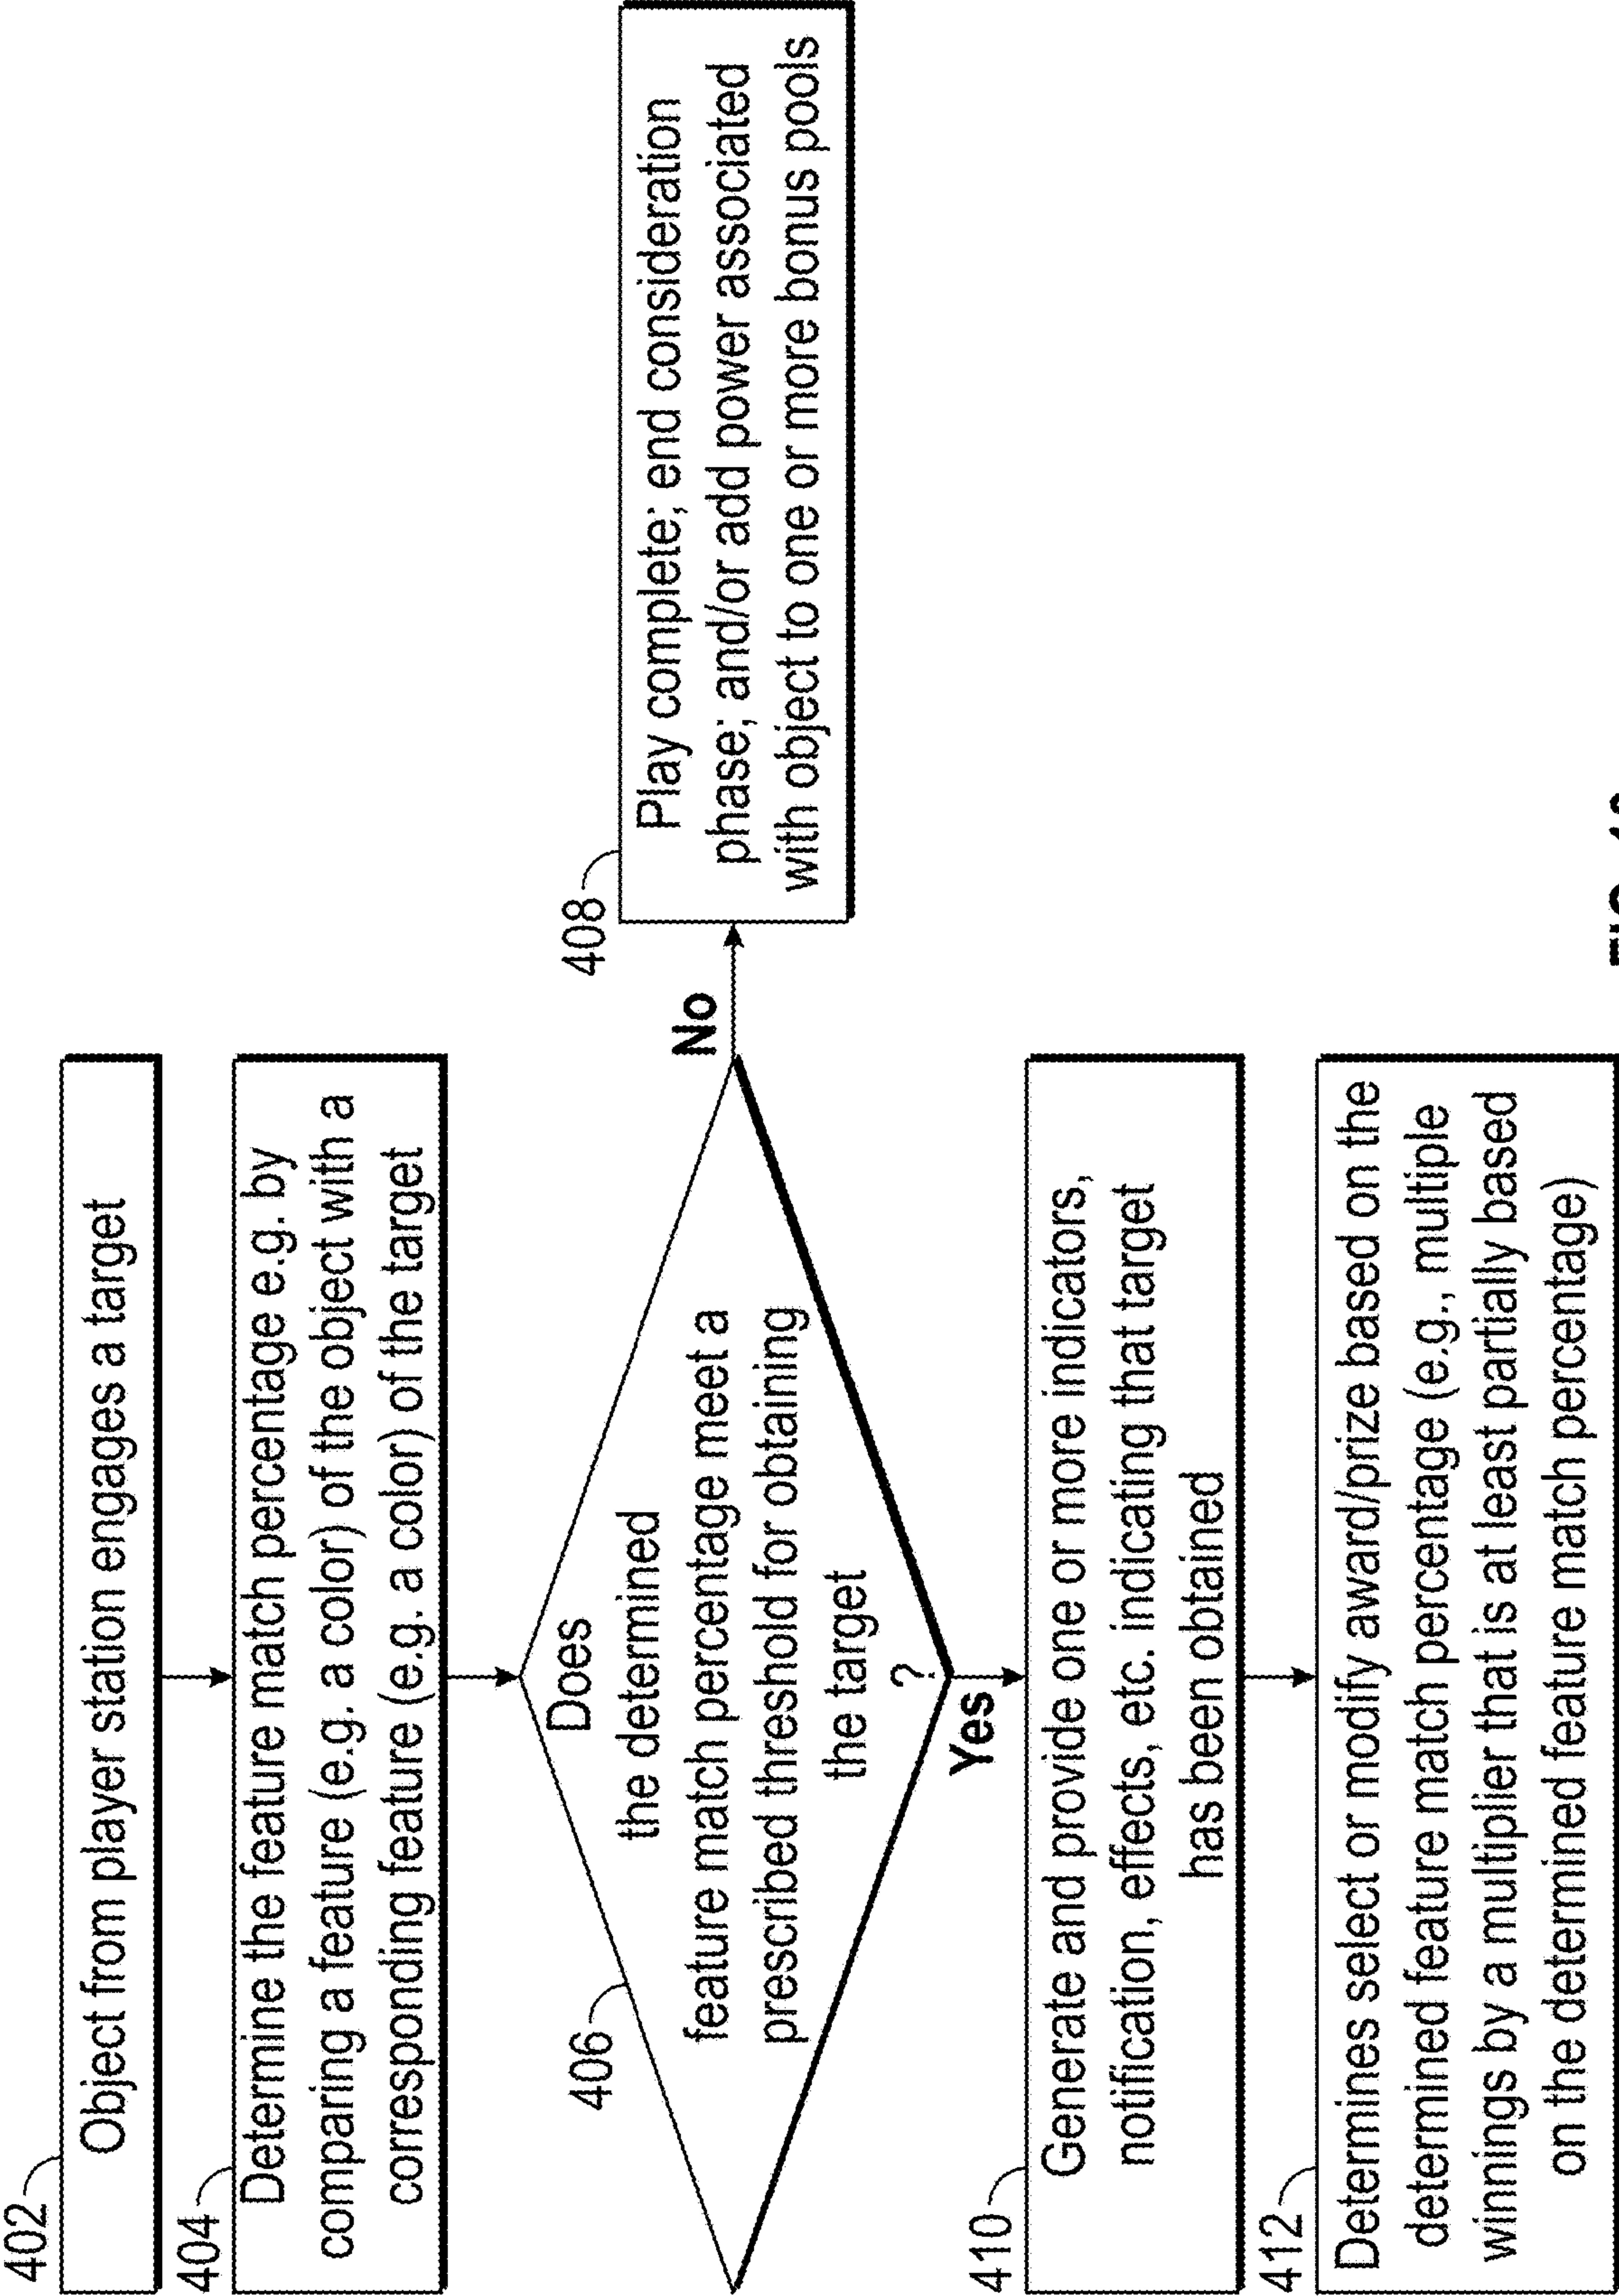 402
Object from player station engages a target
404
Determine the feature match percentage e.g. by
comparing a feature (e.g. a color) of the object with a
corresponding feature (e.g. a color) of the target
406
Does
the determined
feature match percentage meet a
prescribed threshold for obtaining
the target
?
No
408
Play complete; end consideration
phase; and/or add power associated
with object to one or more bonus pools
Yes
410
Generate and provide one or more indicators,
notification, effects, etc. indicating that target
has been obtained
412
Determines select or modify award/prize based on the
determined feature match percentage (e.g., multiple
winnings by a multiplier that is at least partially based
on the determined feature match percentage)